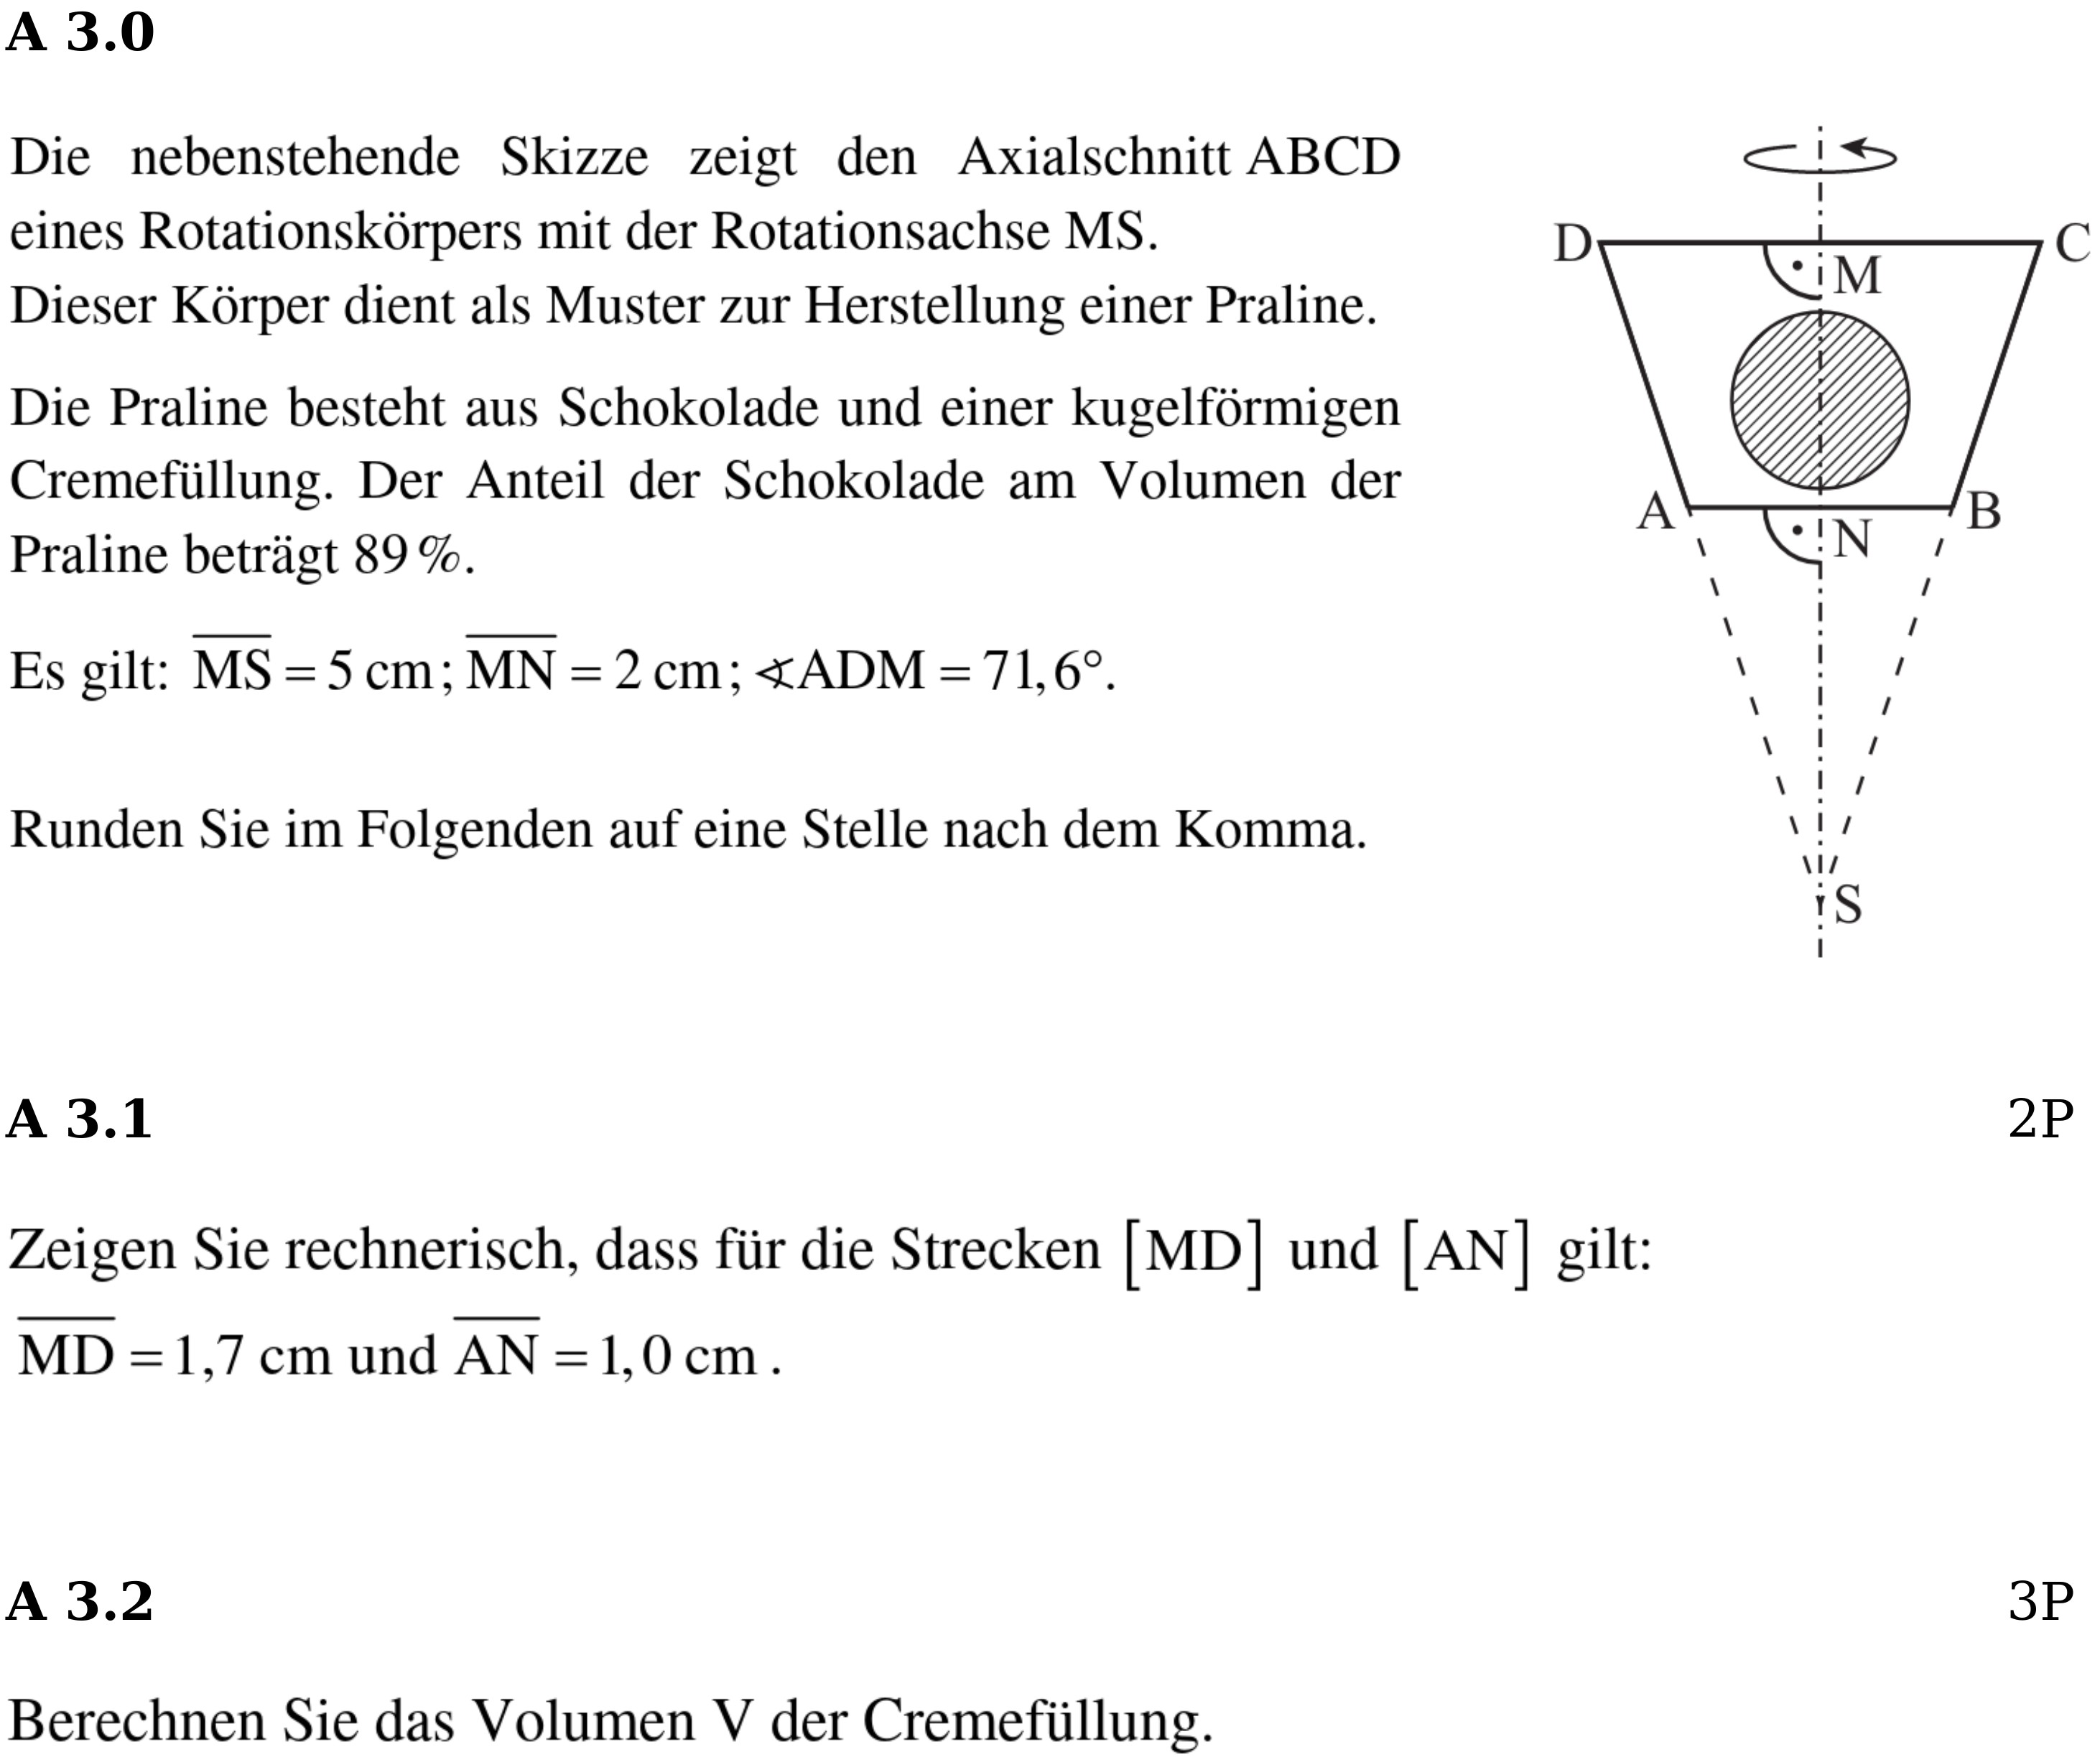 A 3.0
Die nebenstehende Skizze zeigt den Axialschnitt ABCD
eines Rotationskörpers mit der Rotationsachse MS.
Dieser Körper dient als Muster zur Herstellung einer Praline.
Die Praline besteht aus Schokolade und einer kugelförmigen
Cremefüllung. Der Anteil der Schokolade am Volumen der
Praline beträgt 89 %.
Es gilt: \overline{MS} = 5 cm; \overline{MN} = 2 cm; ∢ADM = 71,6°.
Runden Sie im Folgenden auf eine Stelle nach dem Komma.
D
C
M
A
B
N
S
A 3.1 2P
Zeigen Sie rechnerisch, dass für die Strecken [MD] und [AN] gilt:
\overline{MD} = 1,7 cm und \overline{AN} = 1,0 cm .
A 3.2 3P
Berechnen Sie das Volumen V der Cremefüllung.